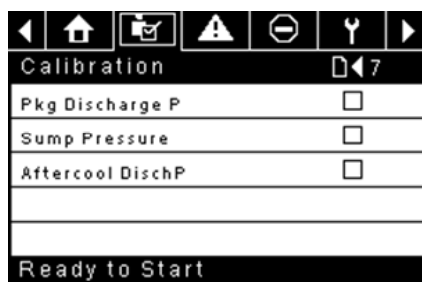 Calibration 7
Pkg Discharge P
Sump Pressure
Aftercool DischP
Ready to Start